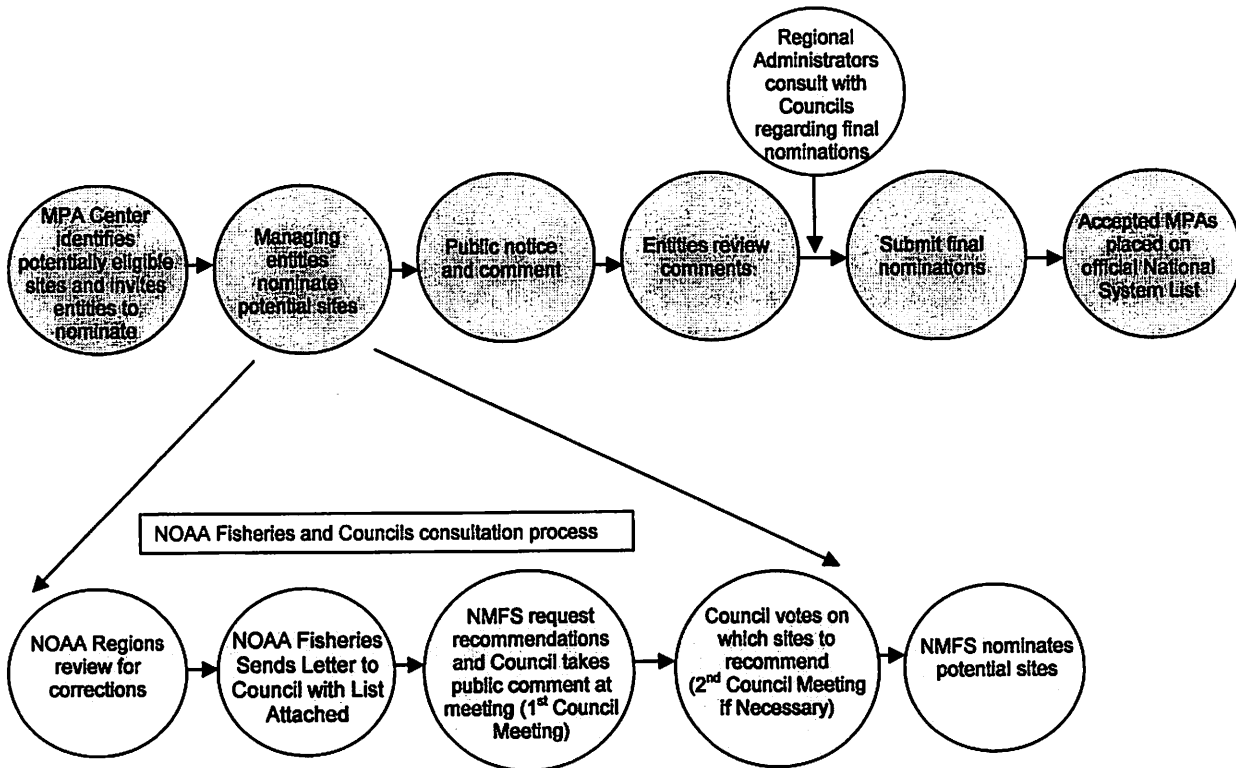 Regional
Administrators
consult with
Councils
regarding final
nominations
MPA Center
identifies
potentially eligible
sites and invites
entities to
nominate
Managing
entities
nominate
potential sites
Public notice
and comment
Entities review
comments
Submit final
nominations
Accepted MPAs
placed on
official National
System List
NOAA Fisheries and Councils consultation process
NOAA Regions
review for
corrections
NOAA Fisheries
Sends Letter to
Council with List
Attached
NMFS request
recommendations
and Council takes
public comment at
meeting (1st Council
Meeting)
Council votes on
which sites to
recommend
(2nd Council Meeting
if Necessary)
NMFS nominates
potential sites